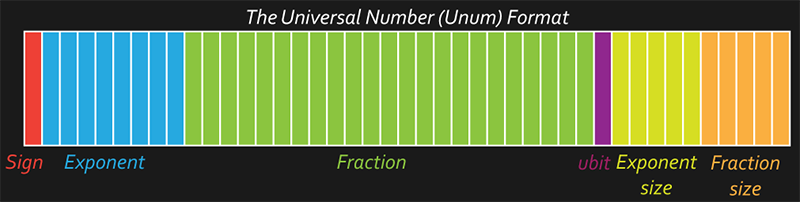 The Universal Number (Unum) Format
Sign Exponent Fraction ubit Exponent size Fraction size